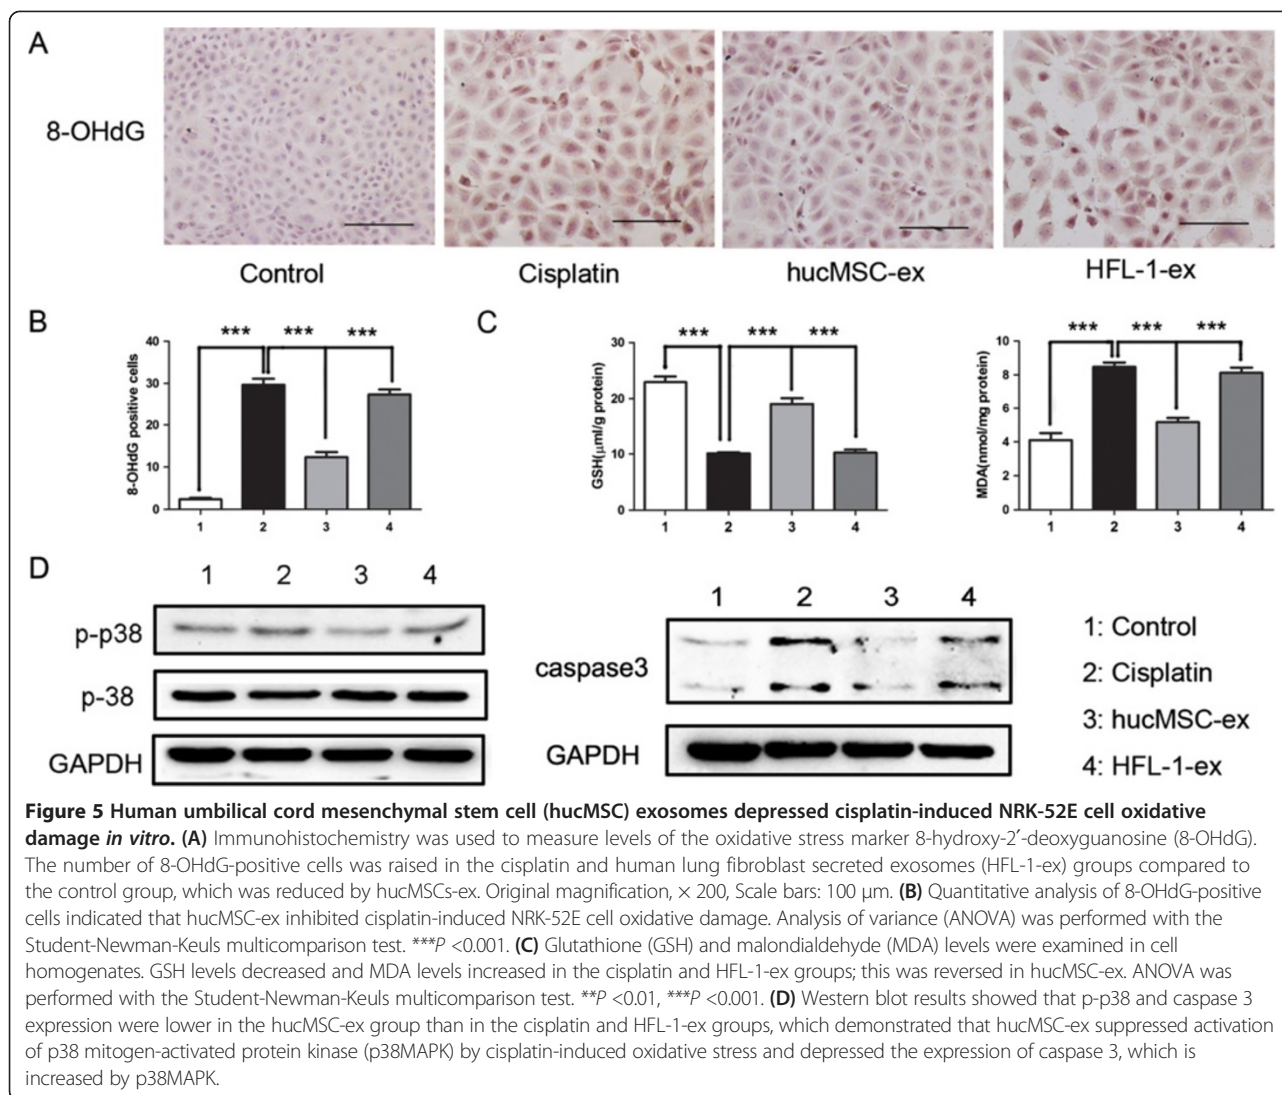 A
8-OHdG
Control
Cisplatin
hucMSC-ex
HFL-1-ex
B
*** *** ***
8-OHdG positive cells
40
30
20
10
0
1 2 3 4
C
*** *** ***
GSH(μml/g protein)
30
20
10
0
1 2 3 4
*** *** ***
MDA(nmol/mg protein)
10
8
6
4
2
0
1 2 3 4
D
1 2 3 4
p-p38
p-38
GAPDH
1 2 3 4
caspase3
GAPDH
1: Control
2: Cisplatin
3: hucMSC-ex
4: HFL-1-ex
Figure 5 Human umbilical cord mesenchymal stem cell (hucMSC) exosomes depressed cisplatin-induced NRK-52E cell oxidative
damage in vitro. (A) Immunohistochemistry was used to measure levels of the oxidative stress marker 8-hydroxy-2′-deoxyguanosine (8-OHdG).
The number of 8-OHdG-positive cells was raised in the cisplatin and human lung fibroblast secreted exosomes (HFL-1-ex) groups compared to
the control group, which was reduced by hucMSCs-ex. Original magnification, × 200, Scale bars: 100 μm. (B) Quantitative analysis of 8-OHdG-positive
cells indicated that hucMSC-ex inhibited cisplatin-induced NRK-52E cell oxidative damage. Analysis of variance (ANOVA) was performed with the
Student-Newman-Keuls multicomparison test. ***P <0.001. (C) Glutathione (GSH) and malondialdehyde (MDA) levels were examined in cell
homogenates. GSH levels decreased and MDA levels increased in the cisplatin and HFL-1-ex groups; this was reversed in hucMSC-ex. ANOVA was
performed with the Student-Newman-Keuls multicomparison test. **P <0.01, ***P <0.001. (D) Western blot results showed that p-p38 and caspase 3
expression were lower in the hucMSC-ex group than in the cisplatin and HFL-1-ex groups, which demonstrated that hucMSC-ex suppressed activation
of p38 mitogen-activated protein kinase (p38MAPK) by cisplatin-induced oxidative stress and depressed the expression of caspase 3, which is
increased by p38MAPK.